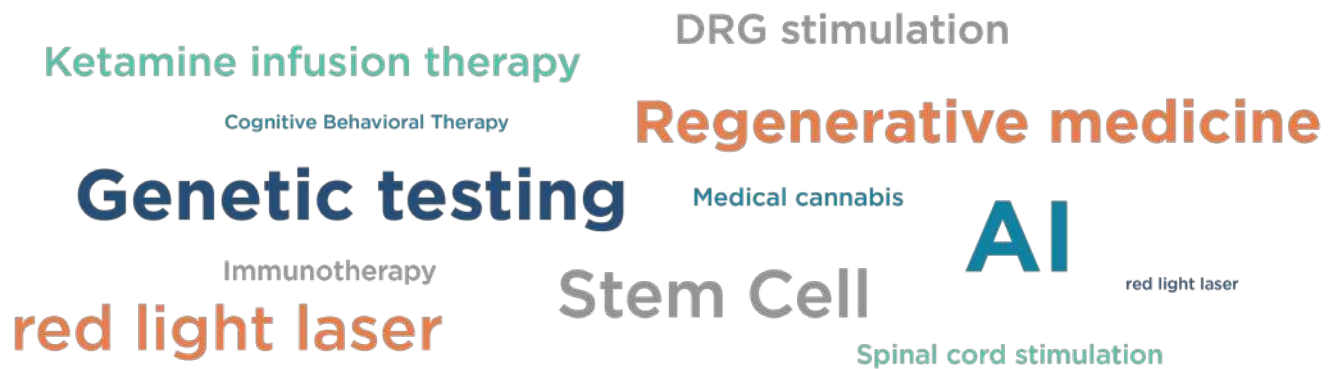 DRG stimulation
Ketamine infusion therapy
Cognitive Behavioral Therapy
Regenerative medicine
Genetic testing
Medical cannabis
AI
Immunotherapy
Stem Cell
red light laser
red light laser
Spinal cord stimulation